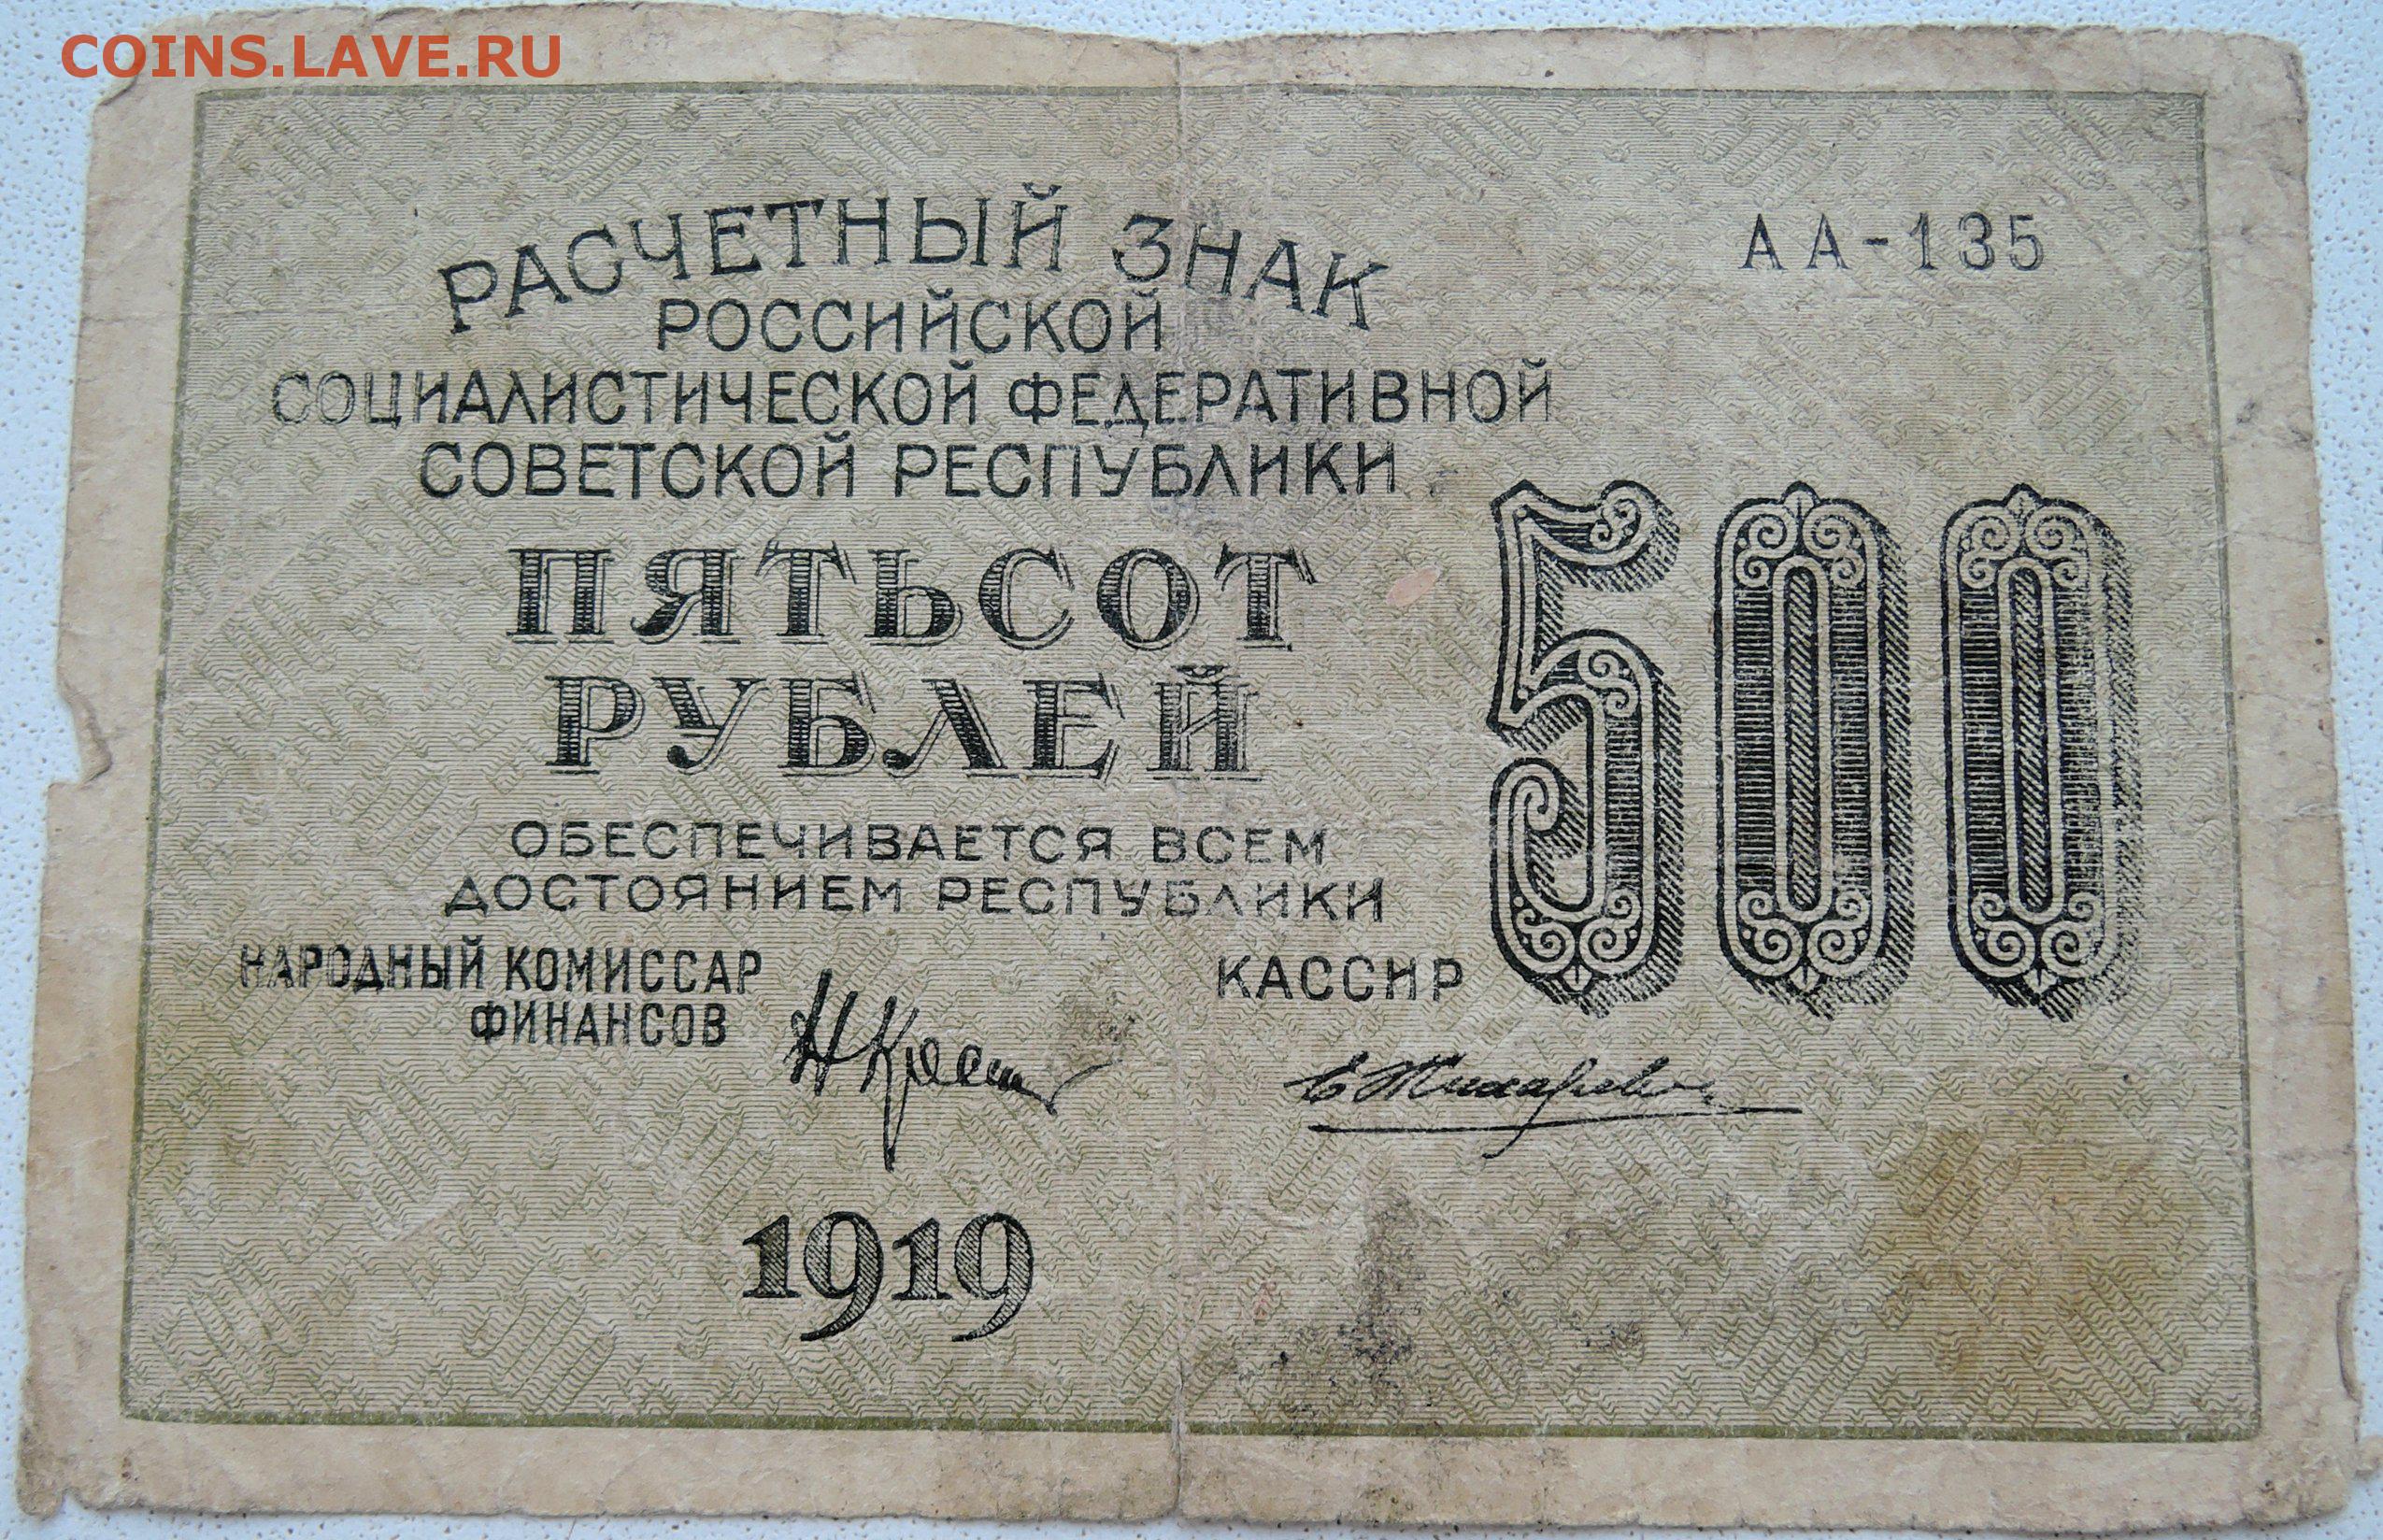 COINS.LAVE.RU
РАСЧЕТНЫЙ ЗНАК
АА-135
РОССИЙСКОЙ
СОЦИАЛИСТИЧЕСКОЙ ФЕДЕРАТИВНОЙ
СОВЕТСКОЙ РЕСПУБЛИКИ
ПЯТЬСОТ
РУБЛЕЙ
500
ОБЕСПЕЧИВАЕТСЯ ВСЕМ
ДОСТОЯНИЕМ РЕСПУБЛИКИ
НАРОДНЫЙ КОМИССАР
ФИНАНСОВ
КАССИР
1919